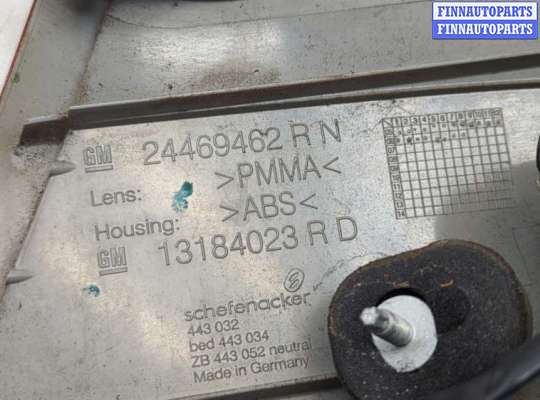 FINNAUTOPARTS
FINNAUTOPARTS
GM 24469462 R N
Lens: >PMMA<
Housing: >ABS<
GM 13184023 R D
8
schefenacker
443 032
bed 443 034
ZB 443 052 neutral
Made in Germany